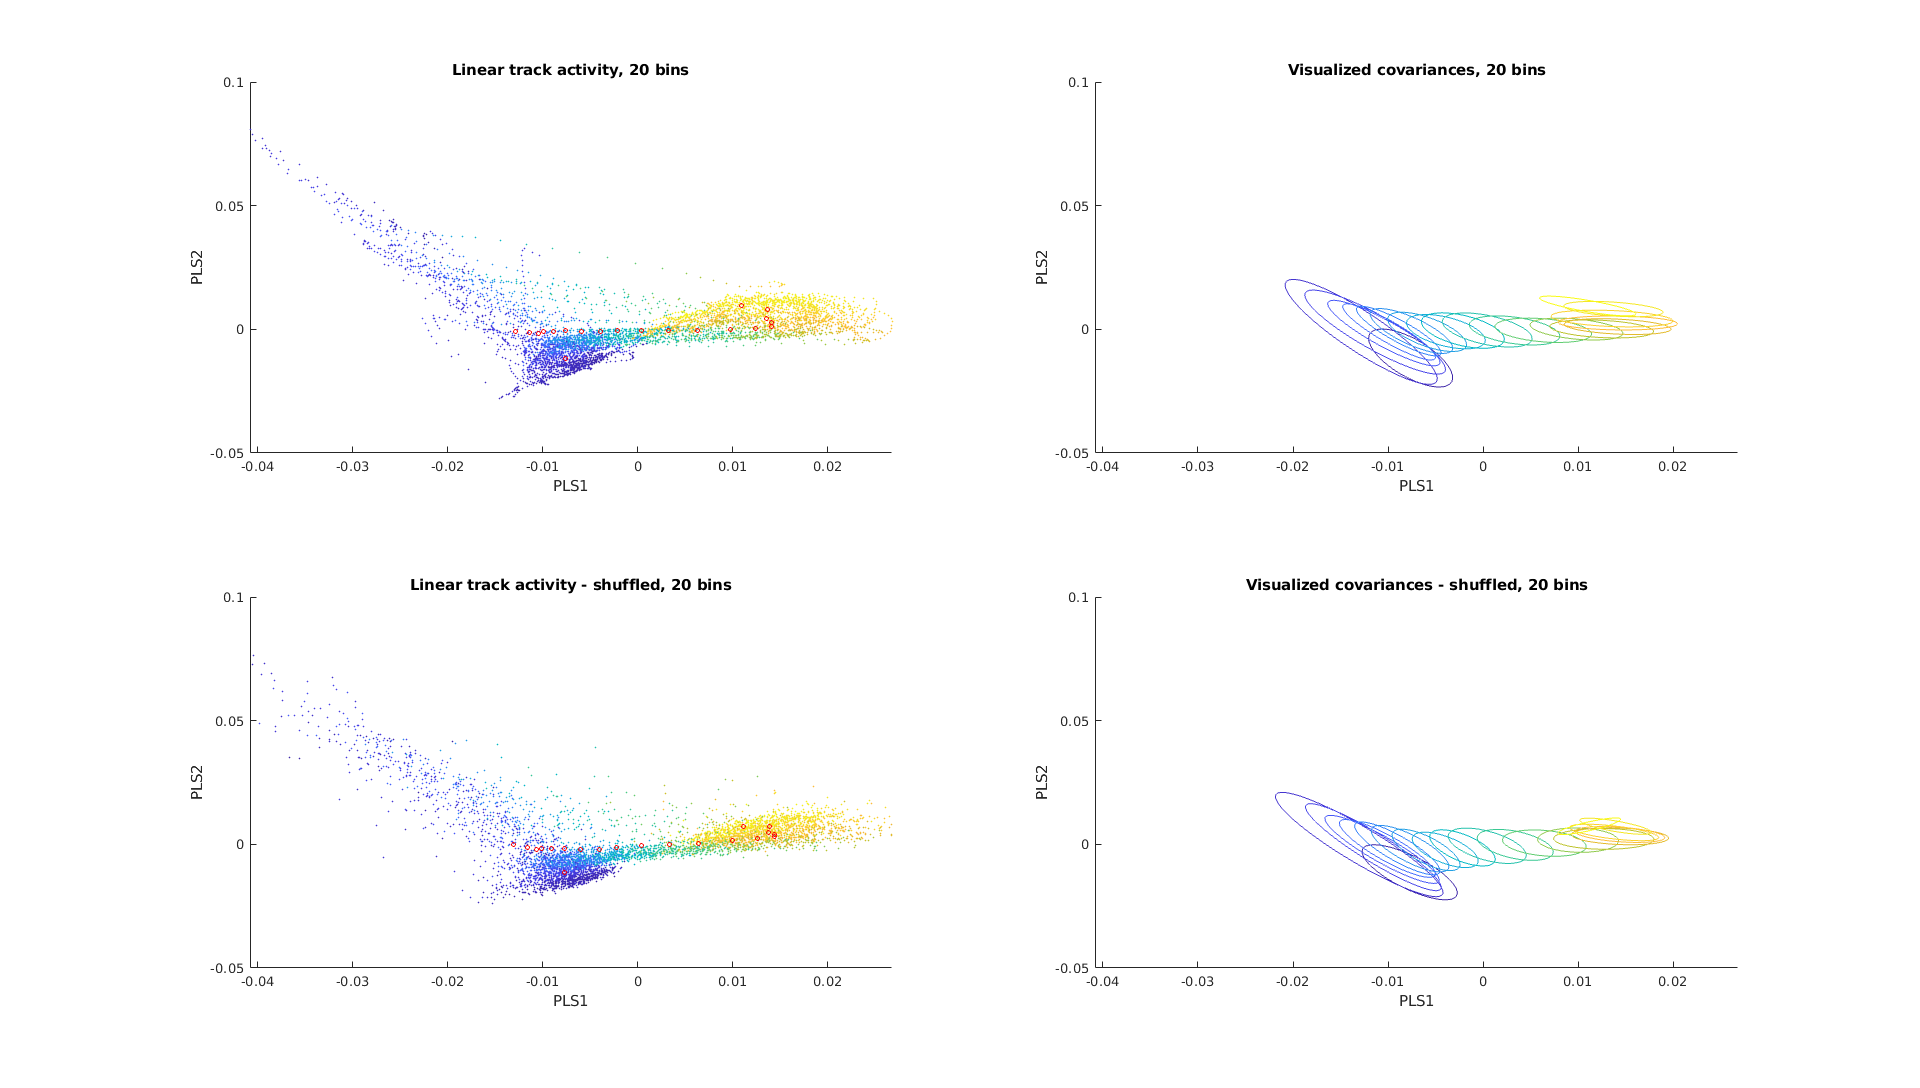 Linear track activity, 20 bins
0.1
0.05
0
-0.05
PLS2
-0.04 -0.03 -0.02 -0.01 0 0.01 0.02
PLS1
Visualized covariances, 20 bins
0.1
0.05
0
-0.05
PLS2
-0.04 -0.03 -0.02 -0.01 0 0.01 0.02
PLS1
Linear track activity - shuffled, 20 bins
0.1
0.05
0
-0.05
PLS2
-0.04 -0.03 -0.02 -0.01 0 0.01 0.02
PLS1
Visualized covariances - shuffled, 20 bins
0.1
0.05
0
-0.05
PLS2
-0.04 -0.03 -0.02 -0.01 0 0.01 0.02
PLS1